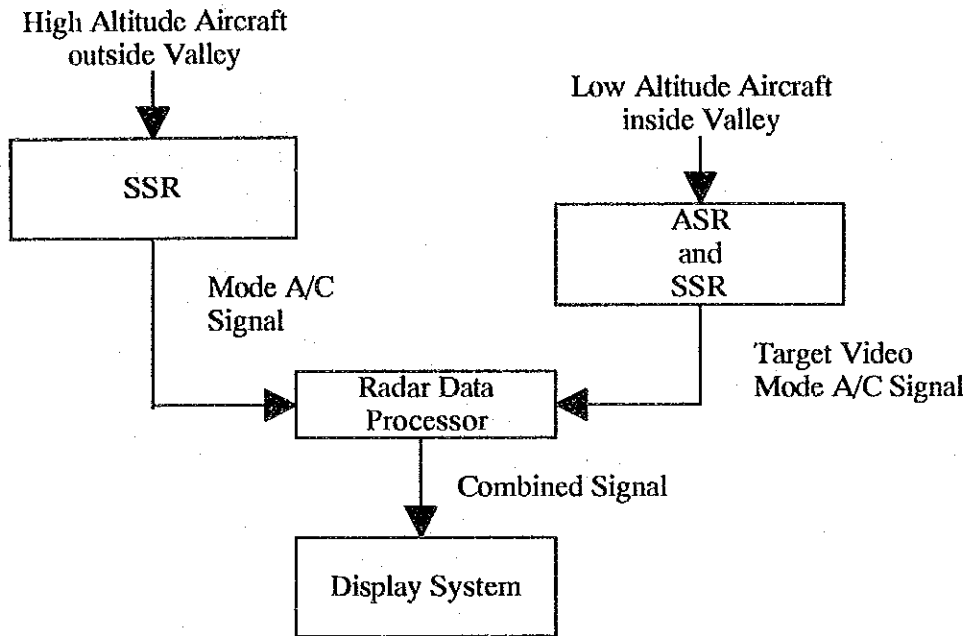 High Altitude Aircraft
outside Valley
Low Altitude Aircraft
inside Valley
SSR
ASR
and
SSR
Mode A/C
Signal
Target Video
Mode A/C Signal
Radar Data
Processor
Combined Signal
Display System